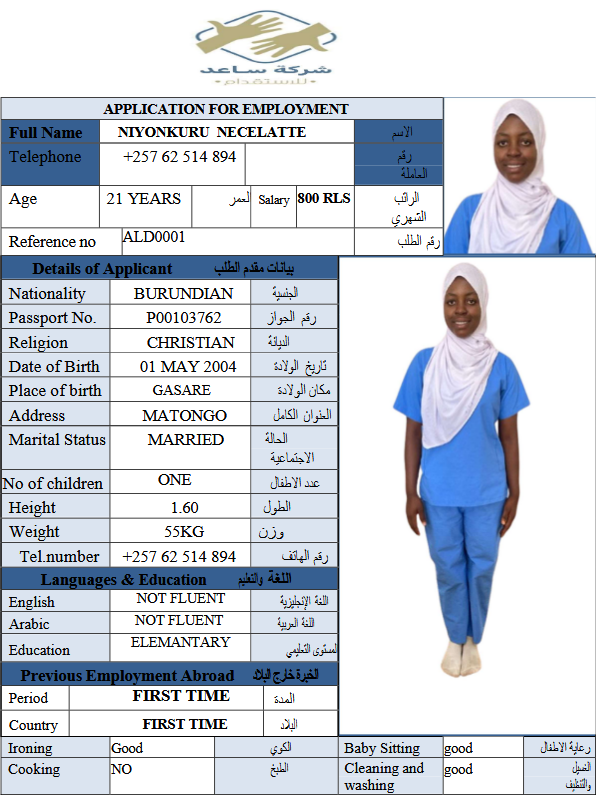 شركة ساعد
للاستقدام
APPLICATION FOR EMPLOYMENT
Full Name NIYONKURU NECELATTE الاسم
Telephone +257 62 514 894 رقم العاملة
Age 21 YEARS العمر Salary 800 RLS الراتب الشهري
Reference no ALD0001 رقم الطلب
Details of Applicant بيانات مقدم الطلب
Nationality BURUNDIAN الجنسية
Passport No. P00103762 رقم الجواز
Religion CHRISTIAN الديانة
Date of Birth 01 MAY 2004 تاريخ الولادة
Place of birth GASARE مكان الولادة
Address MATONGO العنوان الكامل
Marital Status MARRIED الحالة الاجتماعية
No of children ONE عدد الاطفال
Height 1.60 الطول
Weight 55KG وزن
Tel.number +257 62 514 894 رقم الهاتف
Languages & Education اللغة والتعليم
English NOT FLUENT اللغة الإنجليزية
Arabic NOT FLUENT اللغة العربية
Education ELEMANTARY لمستوى التعليمي
Previous Employment Abroad الخبرة خارج البلاد
Period FIRST TIME المدة
Country FIRST TIME البلاد
Ironing Good الكوي Baby Sitting good رعاية الاطفال
Cooking NO الطبخ Cleaning and washing good الغسيل والتنظيف